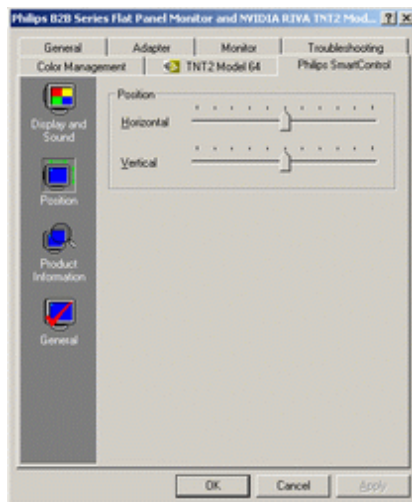 Philips B2B Series Flat Panel Monitor and NVIDIA RIVA TNT2 Mod...
General Adapter Monitor Troubleshooting
Color Management TNT2 Model 64 Philips SmartControl
Display and
Sound
Position
Product
Information
General
Position
Horizontal
Vertical
OK Cancel Apply